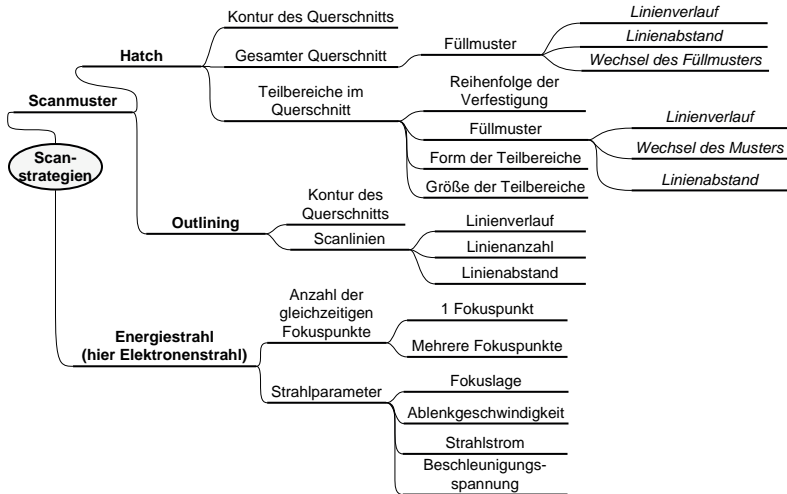 Scan-
strategien
Scanmuster
Hatch
Kontur des Querschnitts
Gesamter Querschnitt
Füllmuster
Linienverlauf
Linienabstand
Wechsel des Füllmusters
Teilbereiche im
Querschnitt
Reihenfolge der
Verfestigung
Füllmuster
Linienverlauf
Wechsel des Musters
Linienabstand
Form der Teilbereiche
Größe der Teilbereiche
Outlining
Kontur des
Querschnitts
Scanlinien
Linienverlauf
Linienanzahl
Linienabstand
Energiestrahl
(hier Elektronenstrahl)
Anzahl der
gleichzeitigen
Fokuspunkte
1 Fokuspunkt
Mehrere Fokuspunkte
Strahlparameter
Fokuslage
Ablenkgeschwindigkeit
Strahlstrom
Beschleunigungs-
spannung